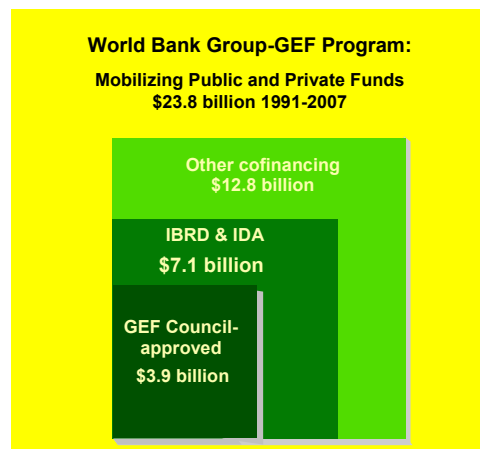 World Bank Group-GEF Program:
Mobilizing Public and Private Funds
$23.8 billion 1991-2007
Other cofinancing
$12.8 billion
IBRD & IDA
$7.1 billion
GEF Council-
approved
$3.9 billion